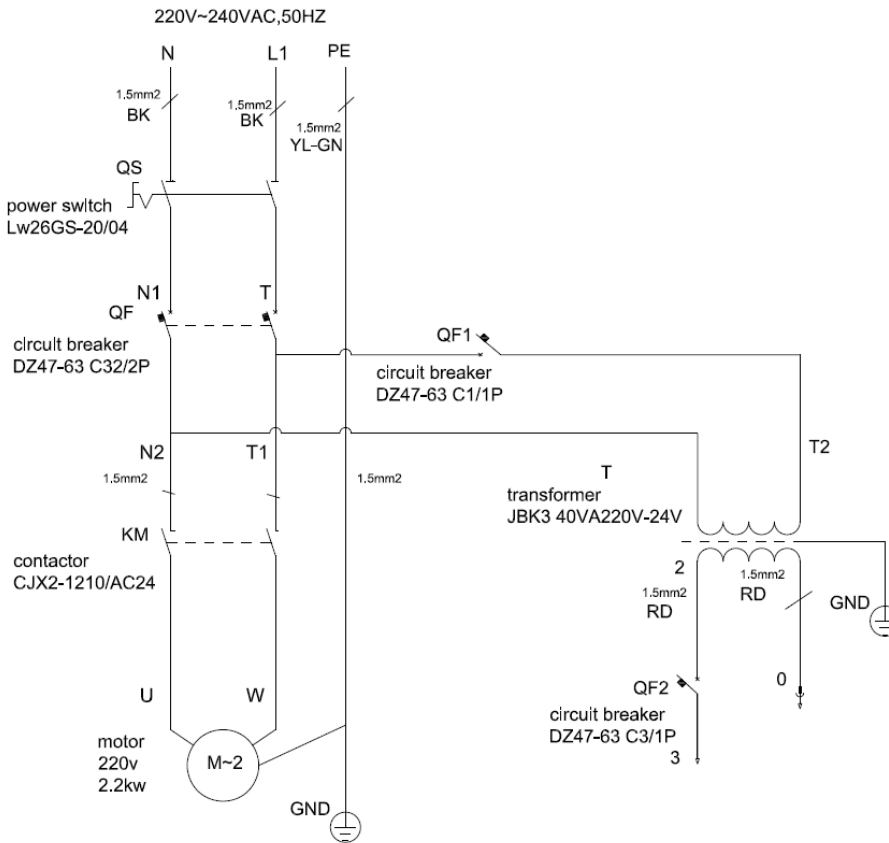 220V~240VAC,50HZ
N
L1
PE
1.5mm2
BK
1.5mm2
BK
1.5mm2
YL-GN
QS
power switch
Lw26GS-20/04
N1
T
QF
circuit breaker
DZ47-63 C32/2P
QF1
circuit breaker
DZ47-63 C1/1P
N2
T1
T2
1.5mm2
1.5mm2
T
transformer
JBK3 40VA220V-24V
KM
contactor
CJX2-1210/AC24
2
1.5mm2
RD
1.5mm2
RD
GND
U
W
QF2
0
circuit breaker
DZ47-63 C3/1P
3
motor
220v
2.2kw
M~2
GND